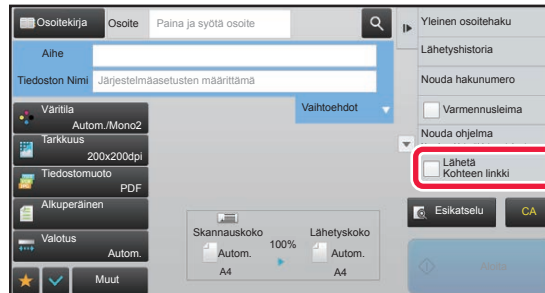 Osoitekirja
Osoite
Paina ja syötä osoite
Aihe
Tiedoston Nimi
Järjestelmäasetusten määrittämä
Vaihtoehdot
Väritila
Autom./Mono2
Tarkkuus
200x200dpi
Tiedostomuoto
PDF
Alkuperäinen
Valotus
Autom.
Muut
Skannauskoko
100%
Lähetyskoko
Autom.
Autom.
A4
A4
Yleinen osoitehaku
Lähetyshistoria
Nouda hakunumero
Varmennusleima
Nouda ohjelma
Lähetä
Kohteen linkki
Esikatselu
CA